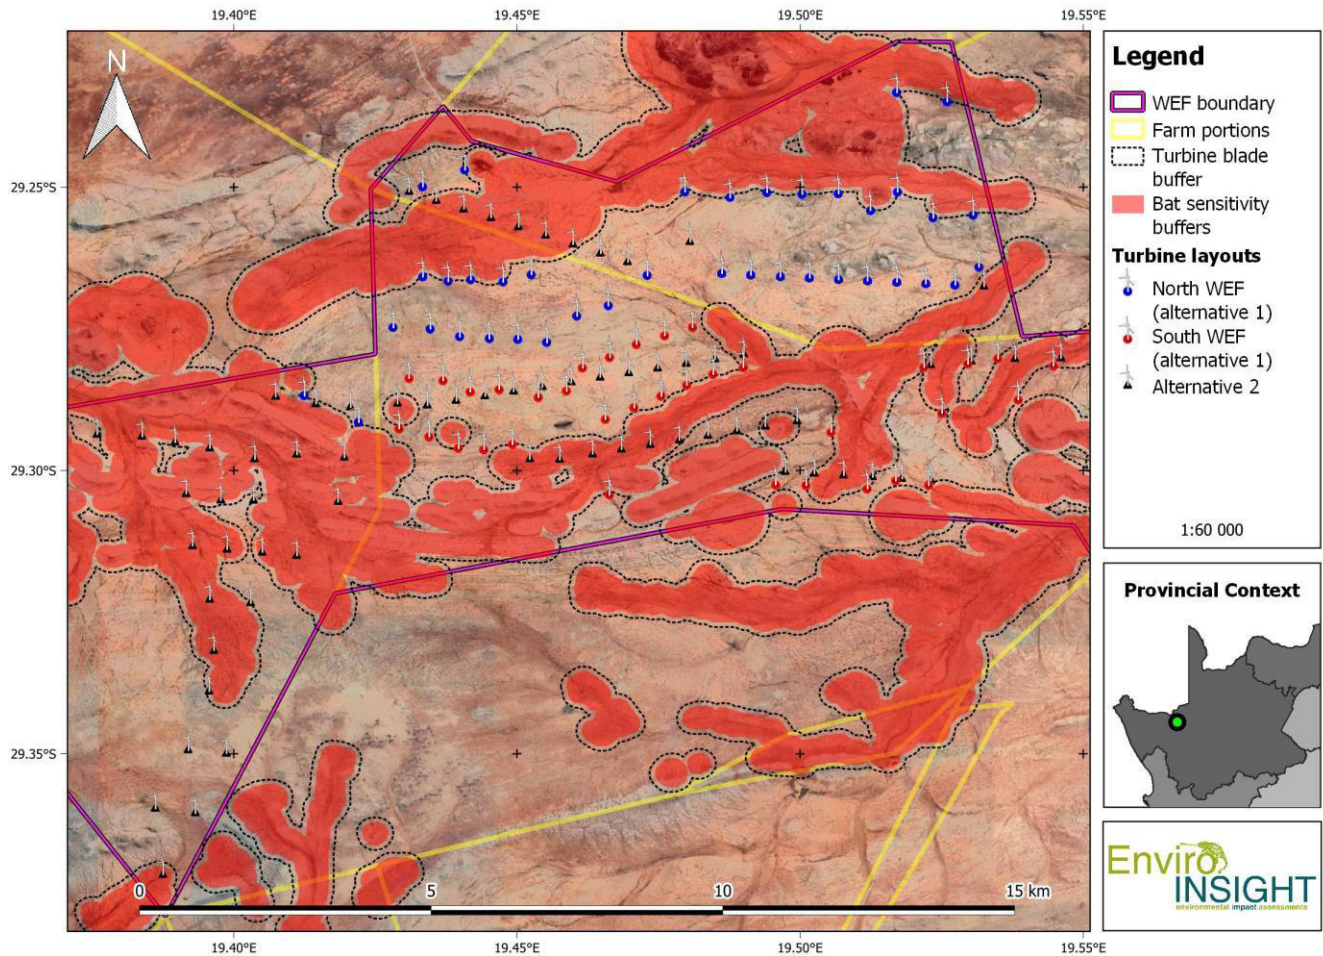 19.40°E
19.45°E
19.50°E
19.55°E
N
29.25°S
29.30°S
29.35°S
0
5
10
15 km
19.40°E
19.45°E
19.50°E
19.55°E
Legend
WEF boundary
Farm portions
Turbine blade
buffer
Bat sensitivity
buffers
Turbine layouts
North WEF
(alternative 1)
South WEF
(alternative 1)
Alternative 2
1:60 000
Provincial Context
Enviro
INSIGHT
environmental impact assessments